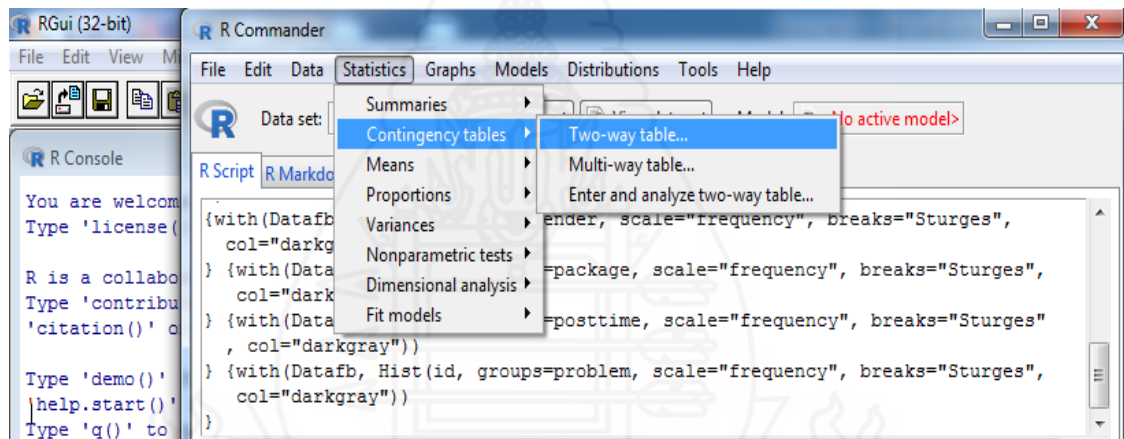 RGui (32-bit)
File Edit View Mi
R Console
You are welcom
Type 'license(
R is a collabo
Type 'contribu
'citation()' o
Type 'demo()'
'help.start()'
Type 'q()' to
R Commander
File Edit Data Statistics Graphs Models Distributions Tools Help
Data set: No active model>
R Script R Markdo
Summaries
Contingency tables
Means
Proportions
Variances
Nonparametric tests
Dimensional analysis
Fit models
Two-way table...
Multi-way table...
Enter and analyze two-way table...
{with(Datafb ender, scale="frequency", breaks="Sturges",
col="darkg
} {with(Data =package, scale="frequency", breaks="Sturges",
col="dark
} {with(Data =posttime, scale="frequency", breaks="Sturges"
, col="darkgray"))
} {with(Datafb, Hist(id, groups=problem, scale="frequency", breaks="Sturges",
col="darkgray"))
}